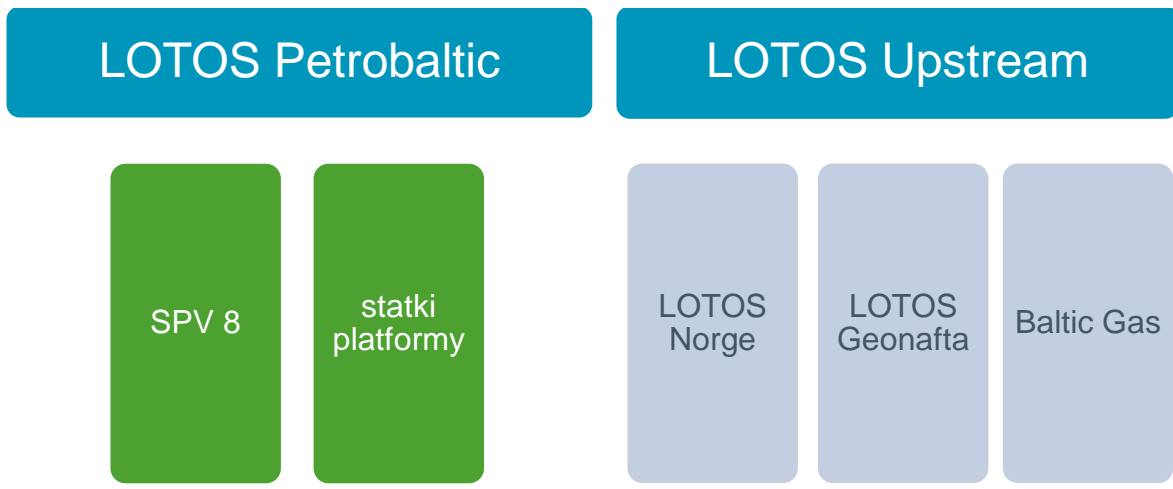 LOTOS Petrobaltic
LOTOS Upstream
SPV 8
statki
platformy
LOTOS
Norge
LOTOS
Geonafta
Baltic Gas